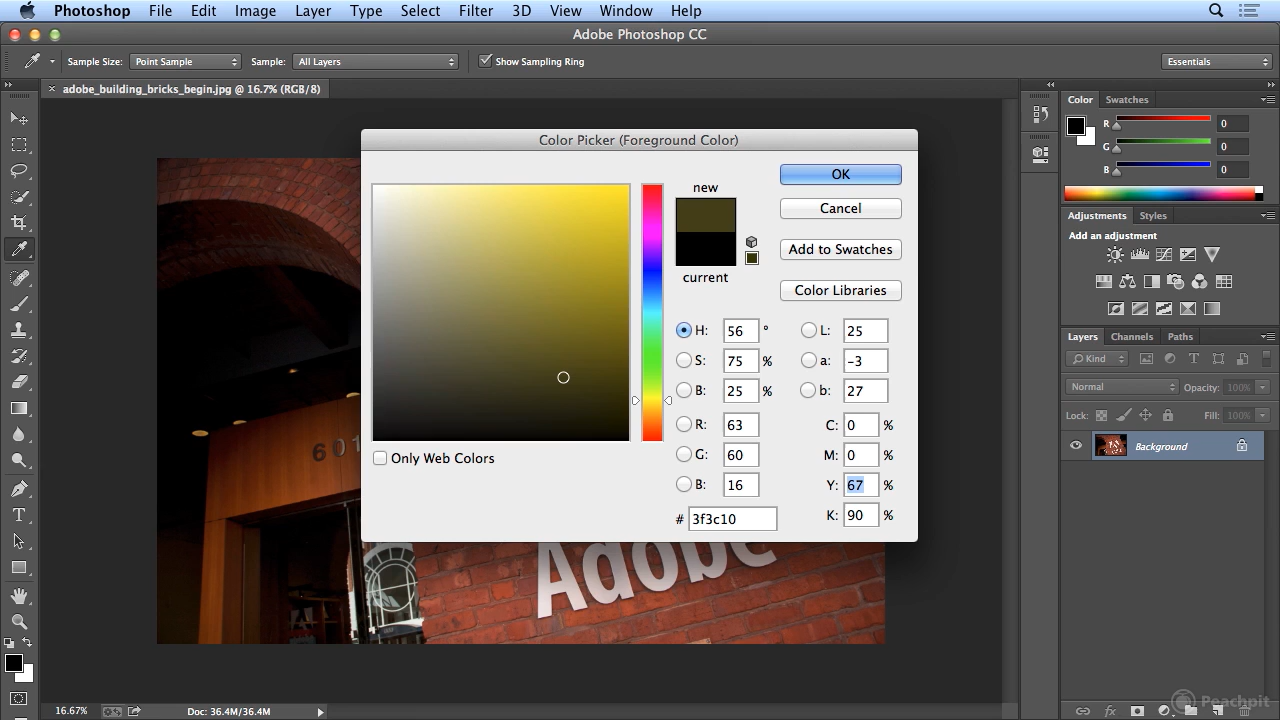 Photoshop File Edit Image Layer Type Select Filter 3D View Window Help
Adobe Photoshop CC
Sample Size: Point Sample Sample: All Layers Show Sampling Ring Essentials
× adobe_building_bricks_begin.jpg @ 16.7% (RGB/8)
Color Swatches
R 0
G 0
B 0
Adjustments Styles
Add an adjustment
Layers Channels Paths
Kind
Normal Opacity: 100%
Lock: Fill: 100%
Background
Color Picker (Foreground Color)
new
current
OK
Cancel
Add to Swatches
Color Libraries
H: 56 ° L: 25
S: 75 % a: -3
B: 25 % b: 27
R: 63 C: 0 %
G: 60 M: 0 %
B: 16 Y: 67 %
# 3f3c10 K: 90 %
Only Web Colors
601
Adobe
16.67% Doc: 36.4M/36.4M
Peachpit